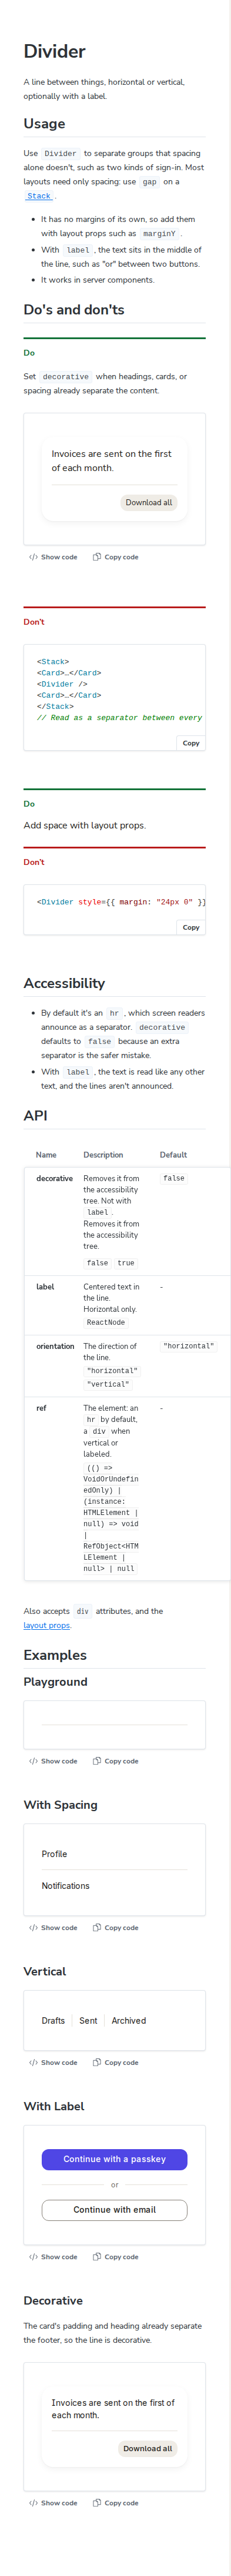 Divider
A line between things, horizontal or vertical,
optionally with a label.
Usage
Use Divider to separate groups that spacing
alone doesn't, such as two kinds of sign-in. Most
layouts need only spacing: use gap on a
Stack.
It has no margins of its own, so add them
with layout props such as marginY.
With label, the text sits in the middle of
the line, such as "or" between two buttons.
It works in server components.
Do's and don'ts
Do
Set decorative when headings, cards, or
spacing already separate the content.
Invoices are sent on the first
of each month.
Download all
Show code Copy code
Don't
<Stack>
<Card>…</Card>
<Divider />
<Card>…</Card>
</Stack>
// Read as a separator between every
Copy
Do
Add space with layout props.
Don't
<Divider style={{ margin: "24px 0" }}
Copy
Accessibility
By default it's an hr, which screen readers
announce as a separator. decorative
defaults to false because an extra
separator is the safer mistake.
With label, the text is read like any other
text, and the lines aren't announced.
API
Name Description Default
decorative Removes it from false
the accessibility
tree. Not with
label.
Removes it from
the accessibility
tree.
false true
label Centered text in -
the line.
Horizontal only.
ReactNode
orientation The direction of "horizontal"
the line.
"horizontal"
"vertical"
ref The element: an -
hr by default,
a div when
vertical or
labeled.
(() =>
VoidOrUndefin
edOnly) |
(instance:
HTMLElement |
null) => void
|
RefObject<HTM
LElement |
null> | null
Also accepts div attributes, and the
layout props.
Examples
Playground
Show code Copy code
With Spacing
Profile
Notifications
Show code Copy code
Vertical
Drafts Sent Archived
Show code Copy code
With Label
Continue with a passkey
or
Continue with email
Show code Copy code
Decorative
The card's padding and heading already separate
the footer, so the line is decorative.
Invoices are sent on the first of
each month.
Download all
Show code Copy code